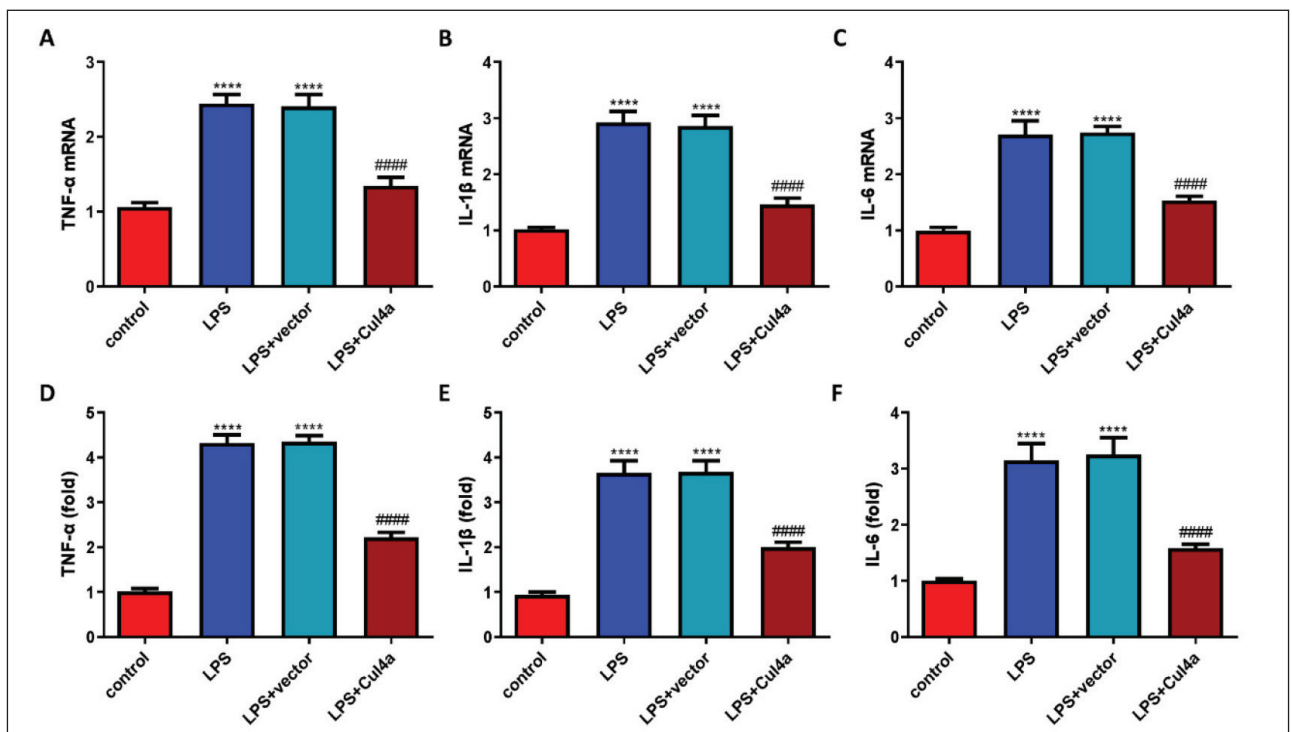 A
TNF-α mRNA
3
2
1
0
****
****
####
control
LPS
LPS+vector
LPS+Cul4a
B
IL-1β mRNA
4
3
2
1
0
****
****
####
control
LPS
LPS+vector
LPS+Cul4a
C
IL-6 mRNA
4
3
2
1
0
****
****
####
control
LPS
LPS+vector
LPS+Cul4a
D
TNF-α (fold)
5
4
3
2
1
0
****
****
####
control
LPS
LPS+vector
LPS+Cul4a
E
IL-1β (fold)
5
4
3
2
1
0
****
****
####
control
LPS
LPS+vector
LPS+Cul4a
F
IL-6 (fold)
4
3
2
1
0
****
****
####
control
LPS
LPS+vector
LPS+Cul4a